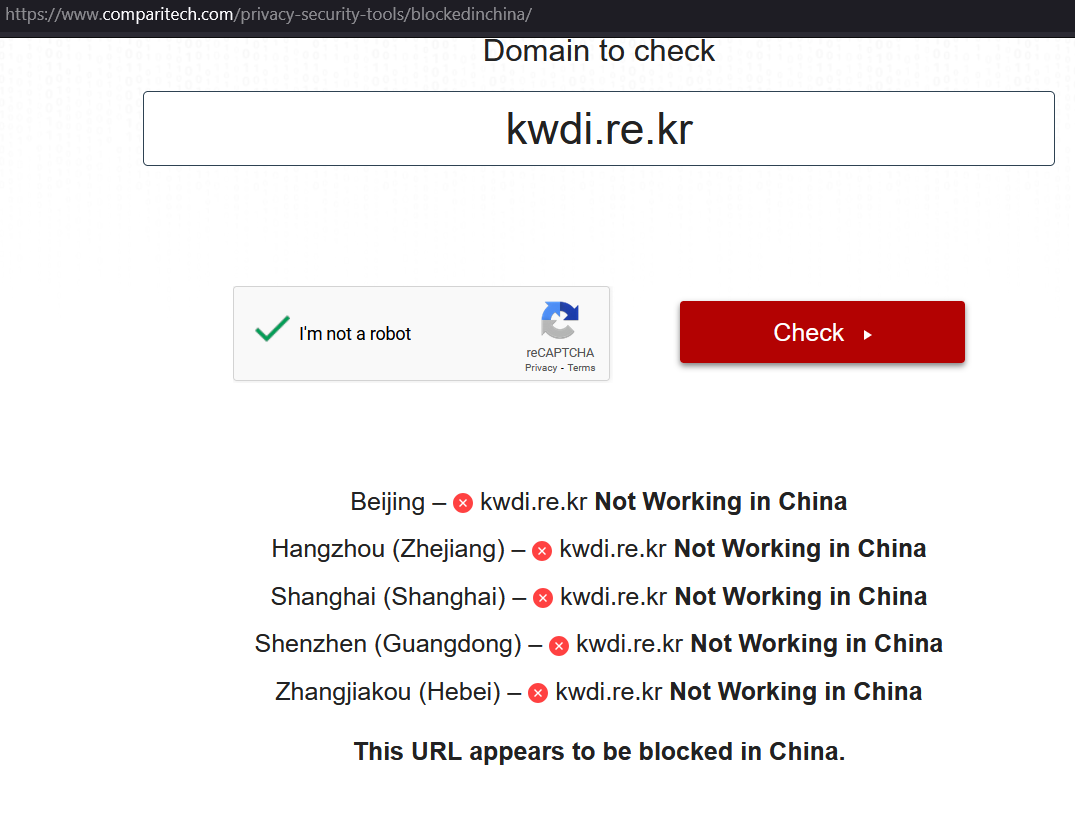 https://www.comparitech.com/privacy-security-tools/blockedinchina/
Domain to check
kwdi.re.kr
I'm not a robot
reCAPTCHA
Privacy - Terms
Check
Beijing – kwdi.re.kr Not Working in China
Hangzhou (Zhejiang) – kwdi.re.kr Not Working in China
Shanghai (Shanghai) – kwdi.re.kr Not Working in China
Shenzhen (Guangdong) – kwdi.re.kr Not Working in China
Zhangjiakou (Hebei) – kwdi.re.kr Not Working in China
This URL appears to be blocked in China.